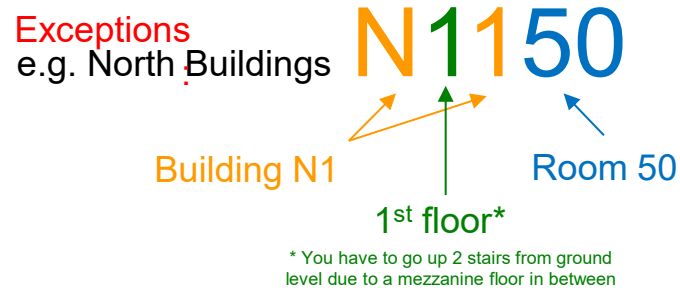 Exceptions
:
e.g. North Buildings
N1150
Building N1
Room 50
1st floor*
* You have to go up 2 stairs from ground
level due to a mezzanine floor in between